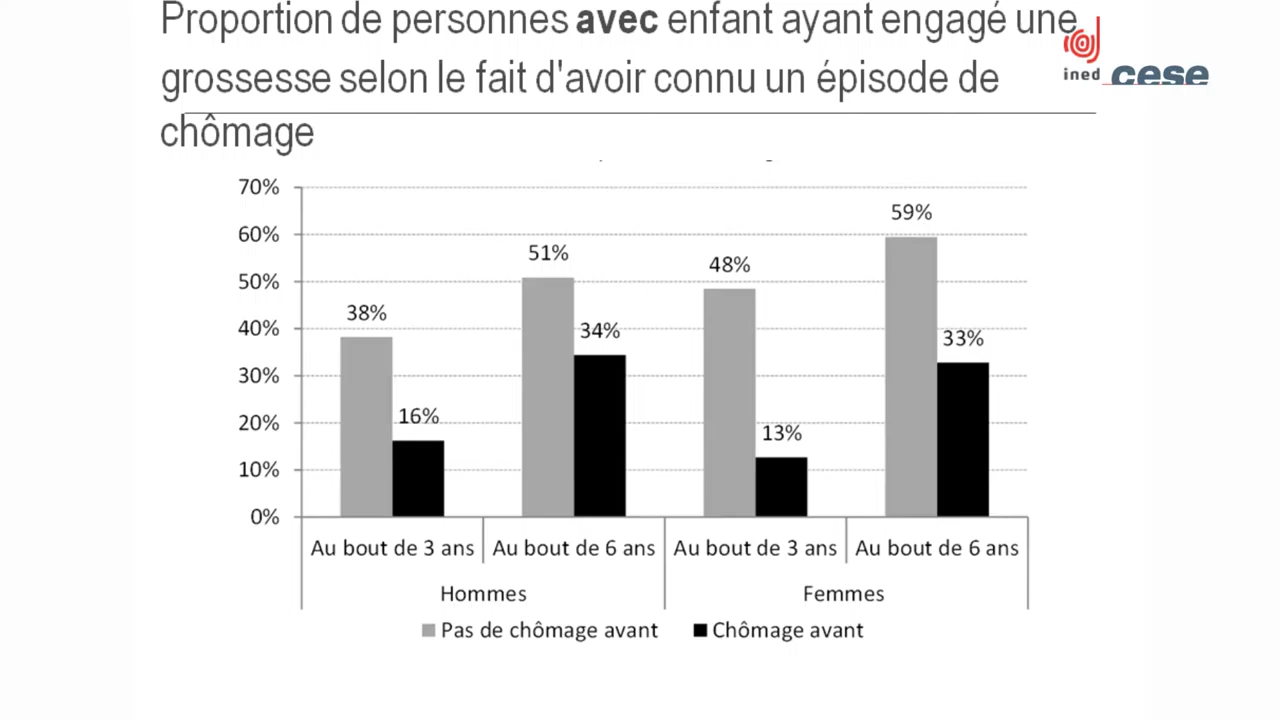 Proportion de personnes avec enfant ayant engagé une
grossesse selon le fait d'avoir connu un épisode de
chômage
ined
cese
70%
60%
50%
40%
30%
20%
10%
0%
38%
16%
51%
34%
48%
13%
59%
33%
Au bout de 3 ans
Au bout de 6 ans
Au bout de 3 ans
Au bout de 6 ans
Hommes
Femmes
Pas de chômage avant
Chômage avant